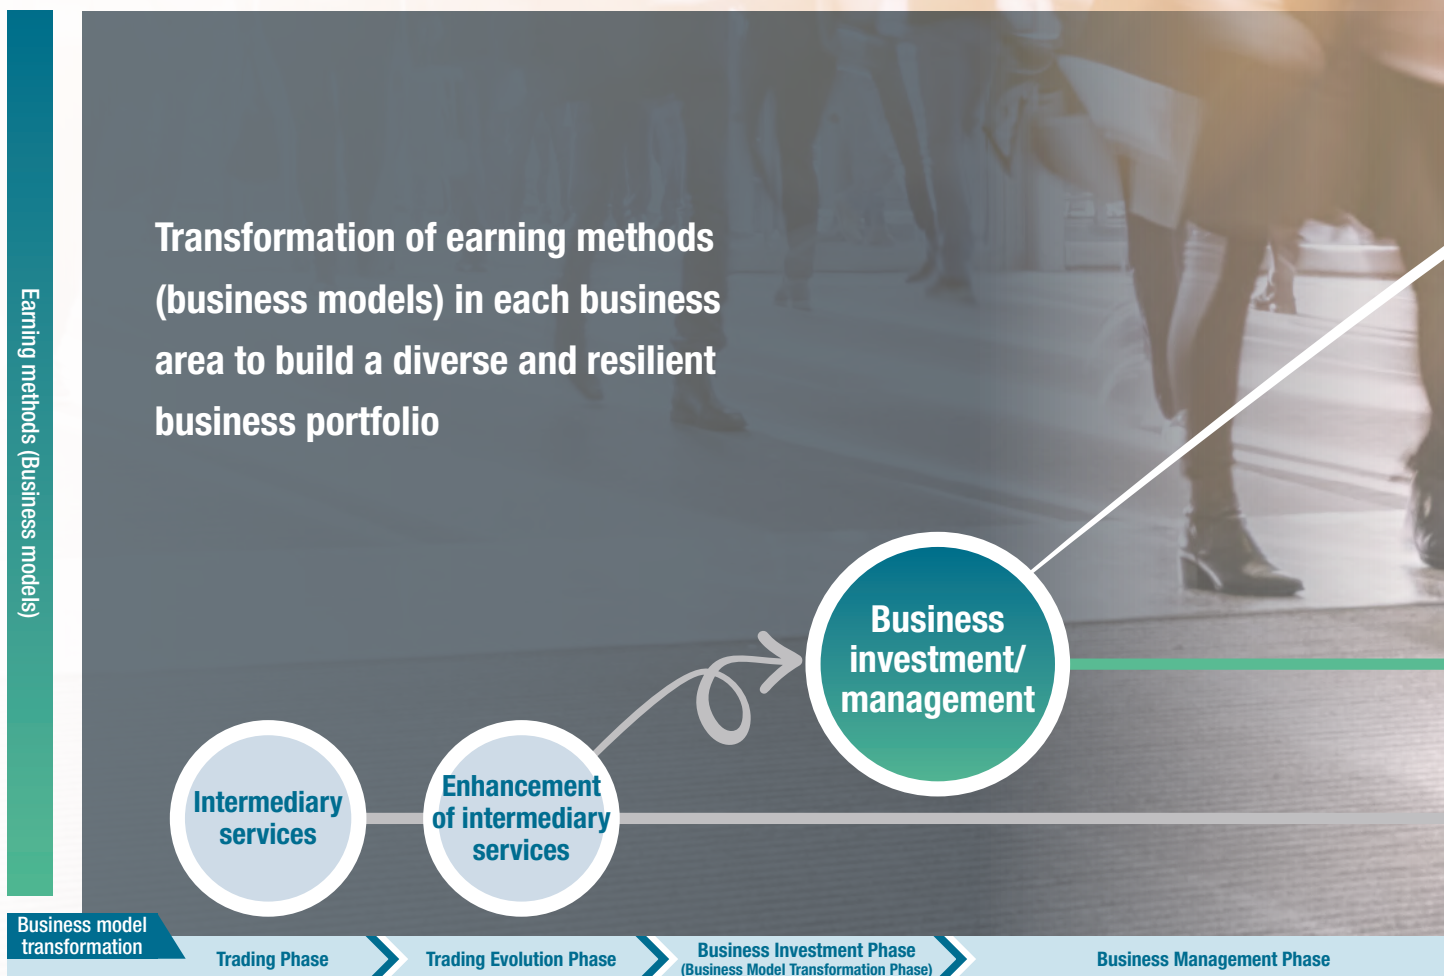 Earning methods (Business models)
Transformation of earning methods
(business models) in each business
area to build a diverse and resilient
business portfolio
Business
investment/
management
Intermediary
services
Enhancement
of intermediary
services
Business model
transformation
Trading Phase
Trading Evolution Phase
Business Investment Phase
(Business Model Transformation Phase)
Business Management Phase